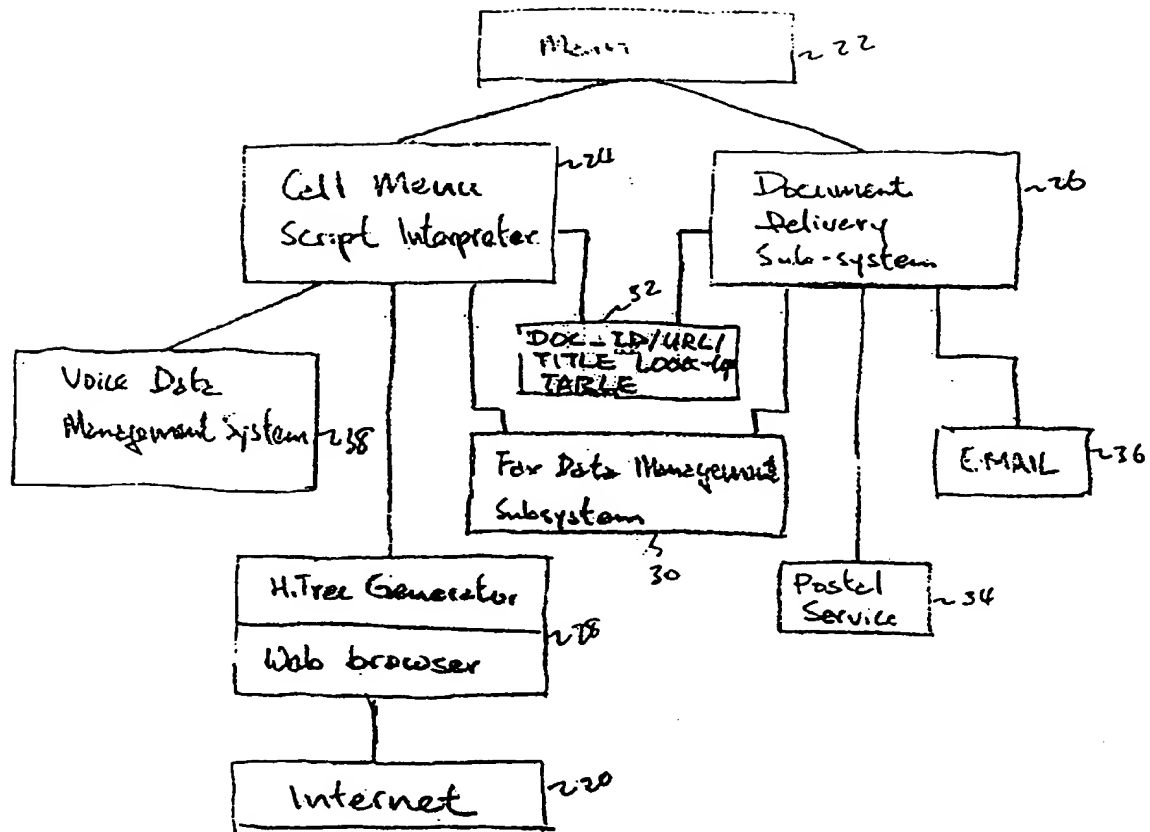 22
Call Menu
Script Interpreter
24
Document
Delivery
Sub-system
26
32
DOC-ID/URL/
TITLE LOOK-Up
TABLE
Voice Data
Management System
38
Fax Data Management
Subsystem
30
E.MAIL
36
H.Tree Generator
Web browser
28
Postal
Service
34
Internet
20